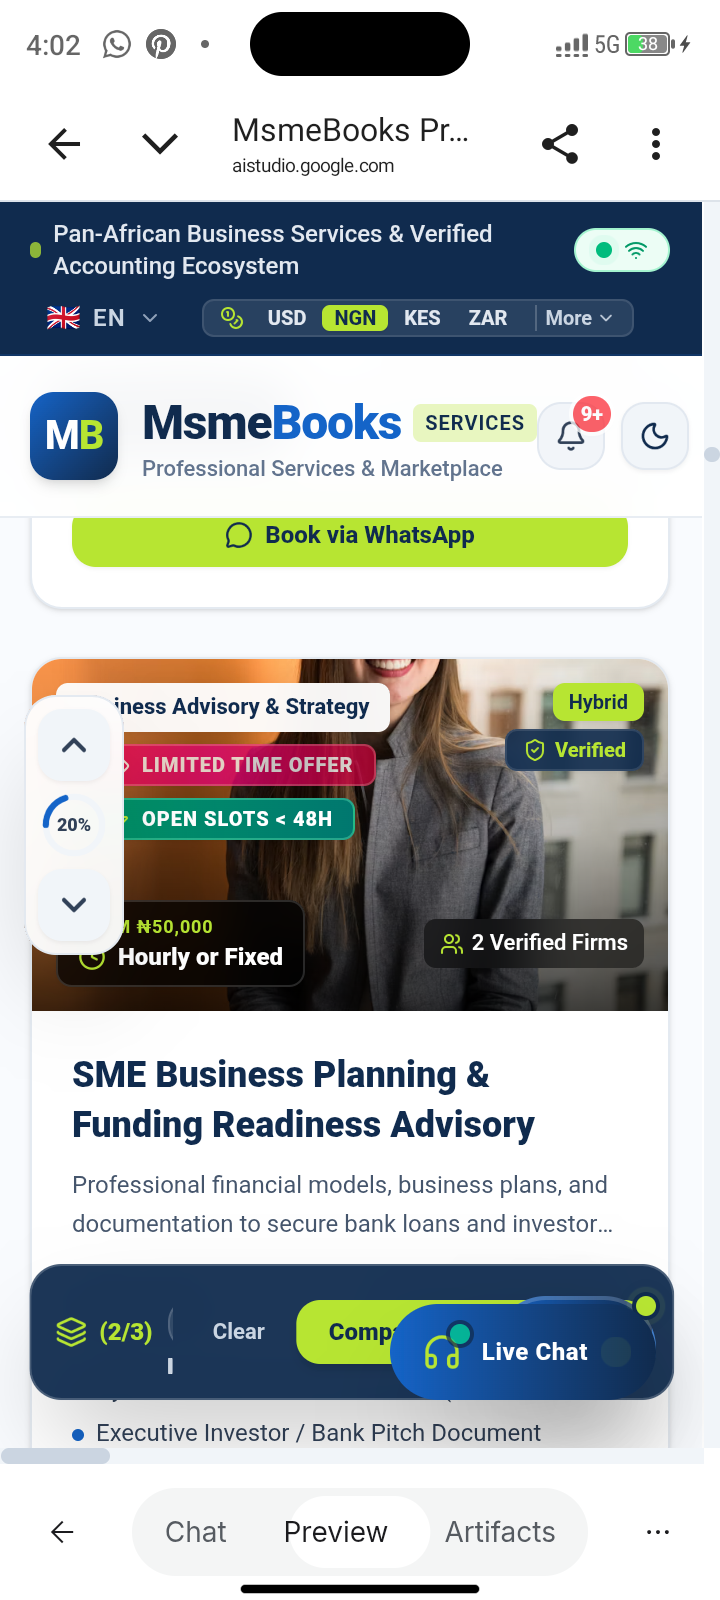 4:02
5G
38
MsmeBooks Pr...
aistudio.google.com
Pan-African Business Services & Verified
Accounting Ecosystem
EN
USD NGN KES ZAR More
MB
MsmeBooks SERVICES
9+
Professional Services & Marketplace
Book via WhatsApp
iness Advisory & Strategy
Hybrid
Verified
LIMITED TIME OFFER
OPEN SLOTS < 48H
20%
₦50,000
Hourly or Fixed
2 Verified Firms
SME Business Planning &
Funding Readiness Advisory
Professional financial models, business plans, and
documentation to secure bank loans and investor...
(2/3)
Clear
Comp
Live Chat
Executive Investor / Bank Pitch Document
Chat Preview Artifacts